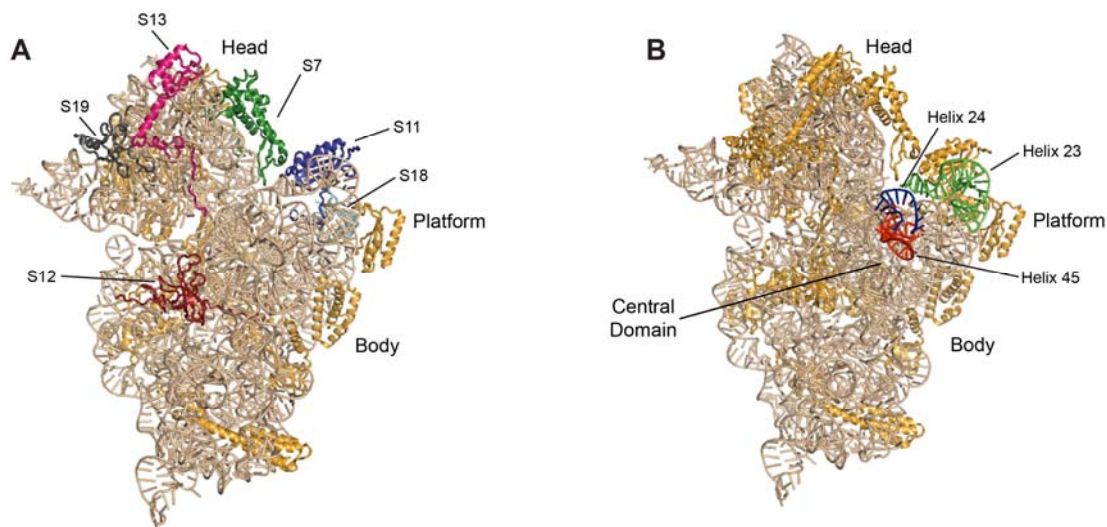 A
S13
Head
S7
S19
S11
S18
Platform
S12
Body
B
Head
Helix 24
Helix 23
Platform
Helix 45
Central
Domain
Body